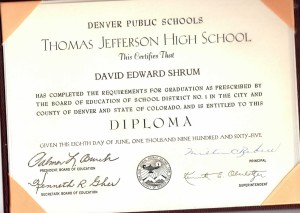 DENVER PUBLIC SCHOOLS
THOMAS JEFFERSON HIGH SCHOOL
This Certifies That
DAVID EDWARD SHRUM
HAS COMPLETED THE REQUIREMENTS FOR GRADUATION AS PRESCRIBED BY
THE BOARD OF EDUCATION OF SCHOOL DISTRICT NO. 1 IN THE CITY AND
COUNTY OF DENVER AND STATE OF COLORADO, AND IS ENTITLED TO THIS
DIPLOMA
GIVEN THIS EIGHTH DAY OF JUNE, ONE THOUSAND NINE HUNDRED AND SIXTY-FIVE.
PRESIDENT BOARD OF EDUCATION
PRINCIPAL
Kenneth
SECRETARY BOARD OF EDUCATION
SUPERINTENDENT